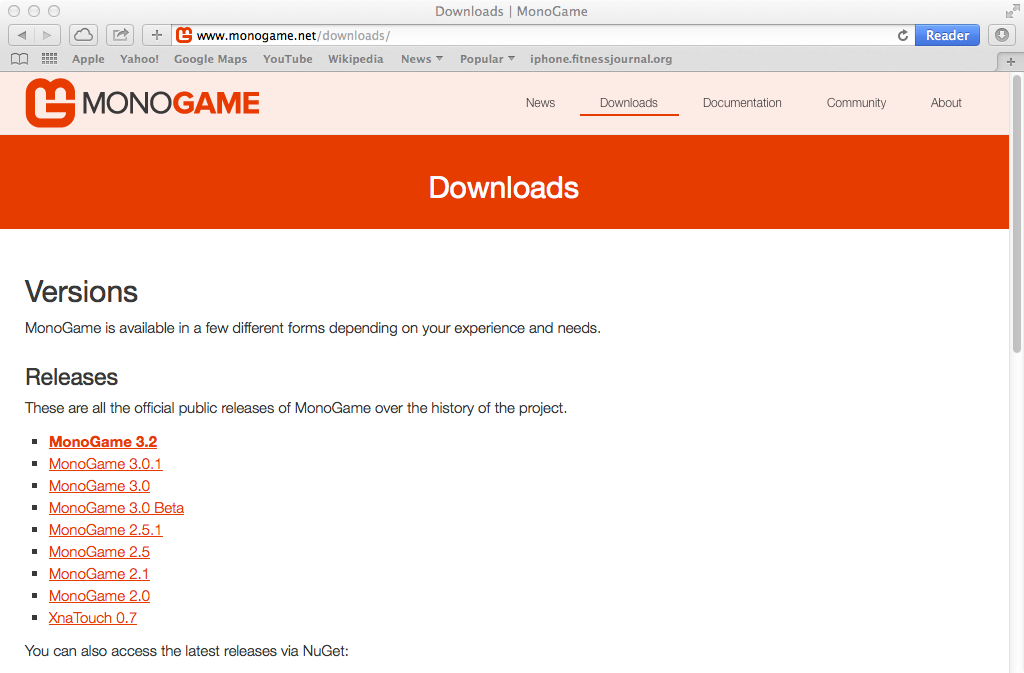 Downloads | MonoGame
www.monogame.net/downloads/
Reader
Apple Yahoo! Google Maps YouTube Wikipedia News Popular iphone.fitnessjournal.org
MONOGAME
News Downloads Documentation Community About
Downloads
Versions
MonoGame is available in a few different forms depending on your experience and needs.
Releases
These are all the official public releases of MonoGame over the history of the project.
MonoGame 3.2
MonoGame 3.0.1
MonoGame 3.0
MonoGame 3.0 Beta
MonoGame 2.5.1
MonoGame 2.5
MonoGame 2.1
MonoGame 2.0
XnaTouch 0.7
You can also access the latest releases via NuGet: